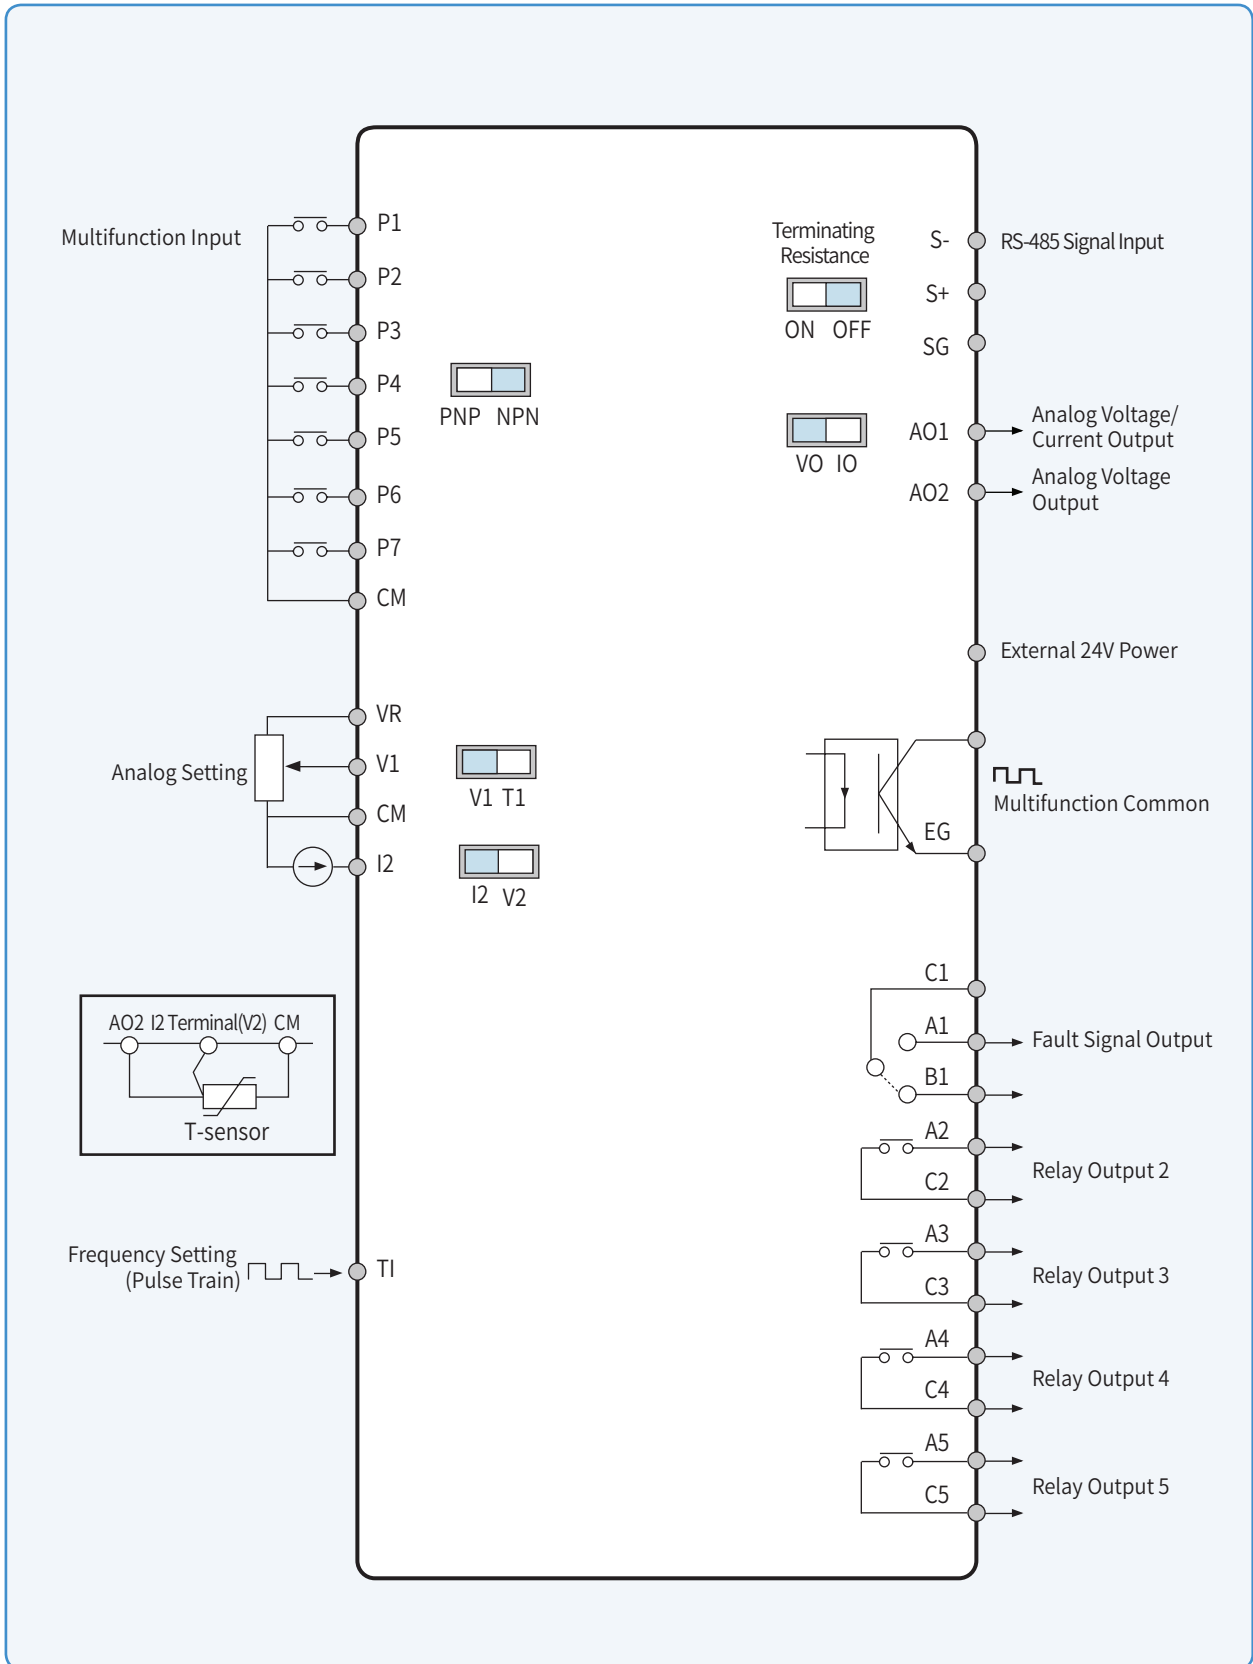 Multifunction Input
P1
P2
P3
P4
P5
P6
P7
CM
PNP NPN
Terminating
Resistance
ON OFF
S-
RS-485 Signal Input
S+
SG
VO IO
AO1
Analog Voltage/
Current Output
AO2
Analog Voltage
Output
External 24V Power
Analog Setting
VR
V1
CM
I2
V1 T1
I2 V2
Multifunction Common
EG
AO2 I2 Terminal(V2) CM
T-sensor
C1
A1
Fault Signal Output
B1
A2
C2
Relay Output 2
A3
C3
Relay Output 3
A4
C4
Relay Output 4
A5
C5
Relay Output 5
Frequency Setting
(Pulse Train)
TI